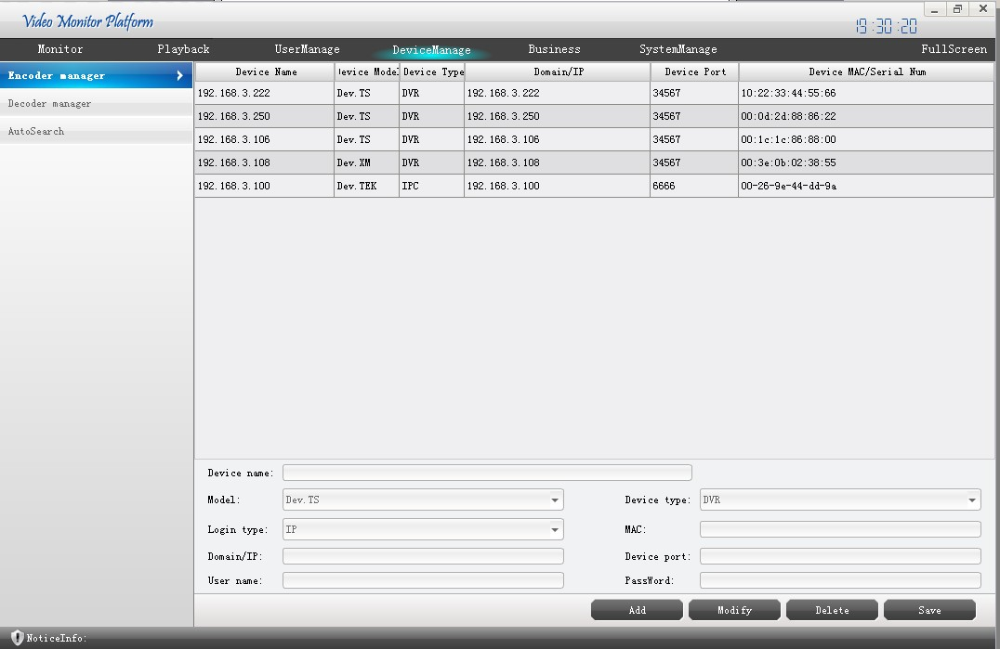 Video Monitor Platform
19:30:20
Monitor Playback UserManage DeviceManage Business SystemManage FullScreen
Encoder manager
Decoder manager
AutoSearch
Device Name evice Model Device Type Domain/IP Device Port Device MAC/Serial Num
192.168.3.222 Dev.TS DVR 192.168.3.222 34567 10:22:33:44:55:66
192.168.3.250 Dev.TS DVR 192.168.3.250 34567 00:0d:2d:88:86:22
192.168.3.106 Dev.TS DVR 192.168.3.106 34567 00:1c:1c:86:88:00
192.168.3.108 Dev.XM DVR 192.168.3.108 34567 00:3e:0b:02:38:55
192.168.3.100 Dev.TEK IPC 192.168.3.100 6666 00-26-9e-44-dd-9a
Device name:
Model: Dev.TS Device type: DVR
Login type: IP MAC:
Domain/IP: Device port:
User name: PassWord:
Add Modify Delete Save
NoticeInfo: